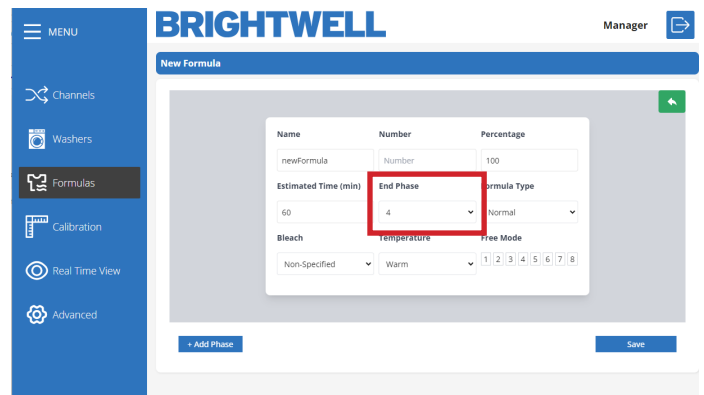 MENU
BRIGHTWELL
Manager
New Formula
Channels
Washers
Formulas
Calibration
Real Time View
Advanced
Name Number Percentage
newFormula Number 100
Estimated Time (min) End Phase Formula Type
60 4 Normal
Bleach Temperature Free Mode
Non-Specified Warm 1 2 3 4 5 6 7 8
+ Add Phase Save